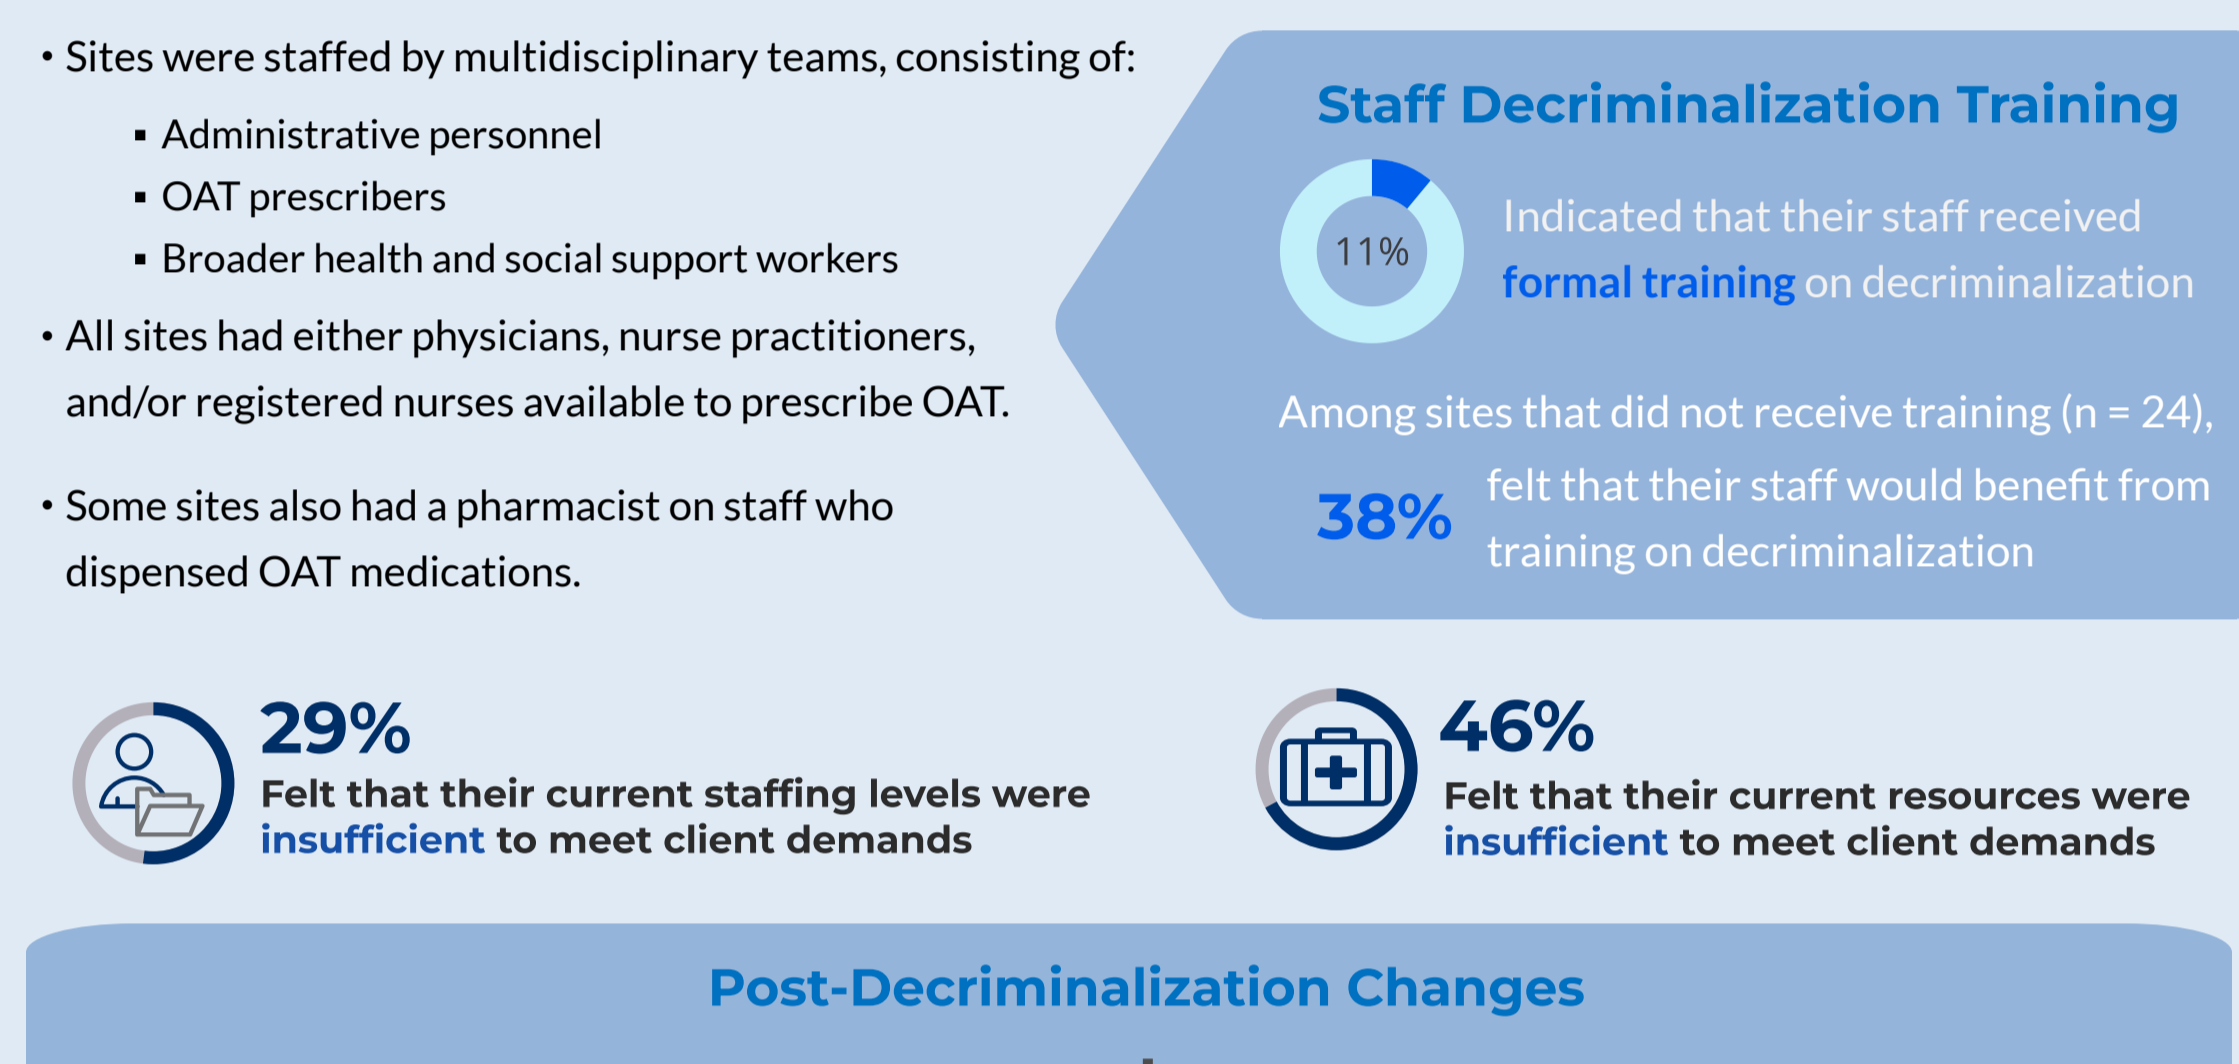 • Sites were staffed by multidisciplinary teams, consisting of:
▪ Administrative personnel
▪ OAT prescribers
▪ Broader health and social support workers
• All sites had either physicians, nurse practitioners,
and/or registered nurses available to prescribe OAT.
• Some sites also had a pharmacist on staff who
dispensed OAT medications.
Staff Decriminalization Training
11%
Indicated that their staff received
formal training on decriminalization
Among sites that did not receive training (n = 24),
38%
felt that their staff would benefit from
training on decriminalization
29%
Felt that their current staffing levels were
insufficient to meet client demands
46%
Felt that their current resources were
insufficient to meet client demands
Post-Decriminalization Changes